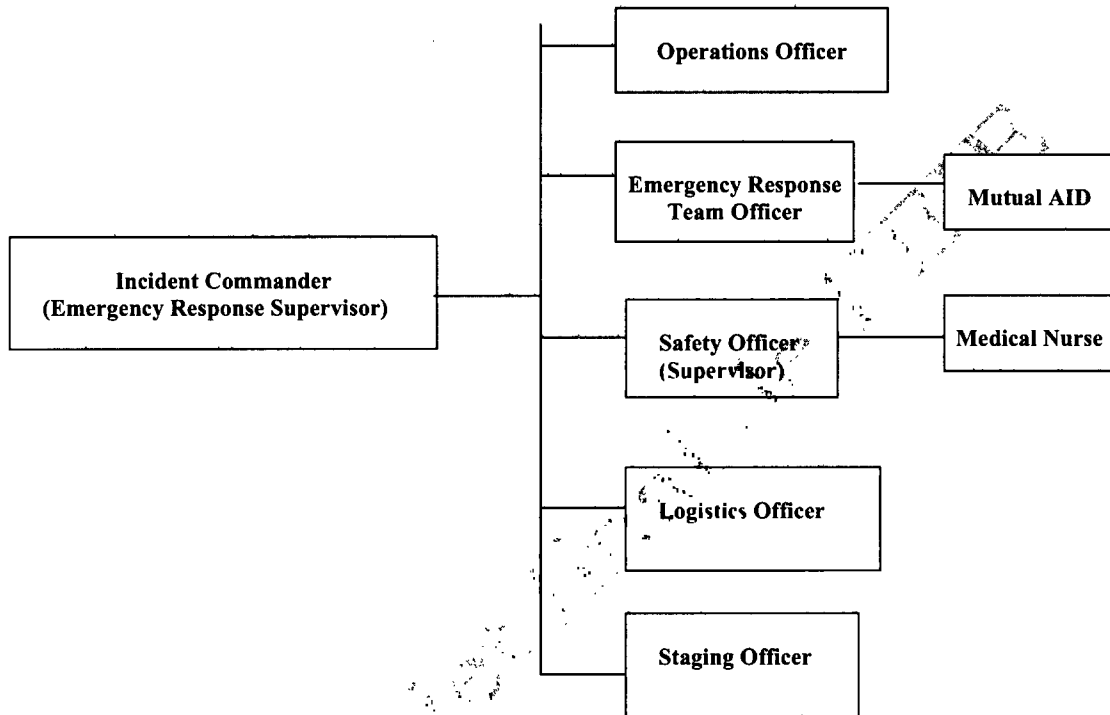 Operations Officer
Emergency Response
Team Officer
Mutual AID
Incident Commander
(Emergency Response Supervisor)
Safety Officer
(Supervisor)
Medical Nurse
Logistics Officer
Staging Officer